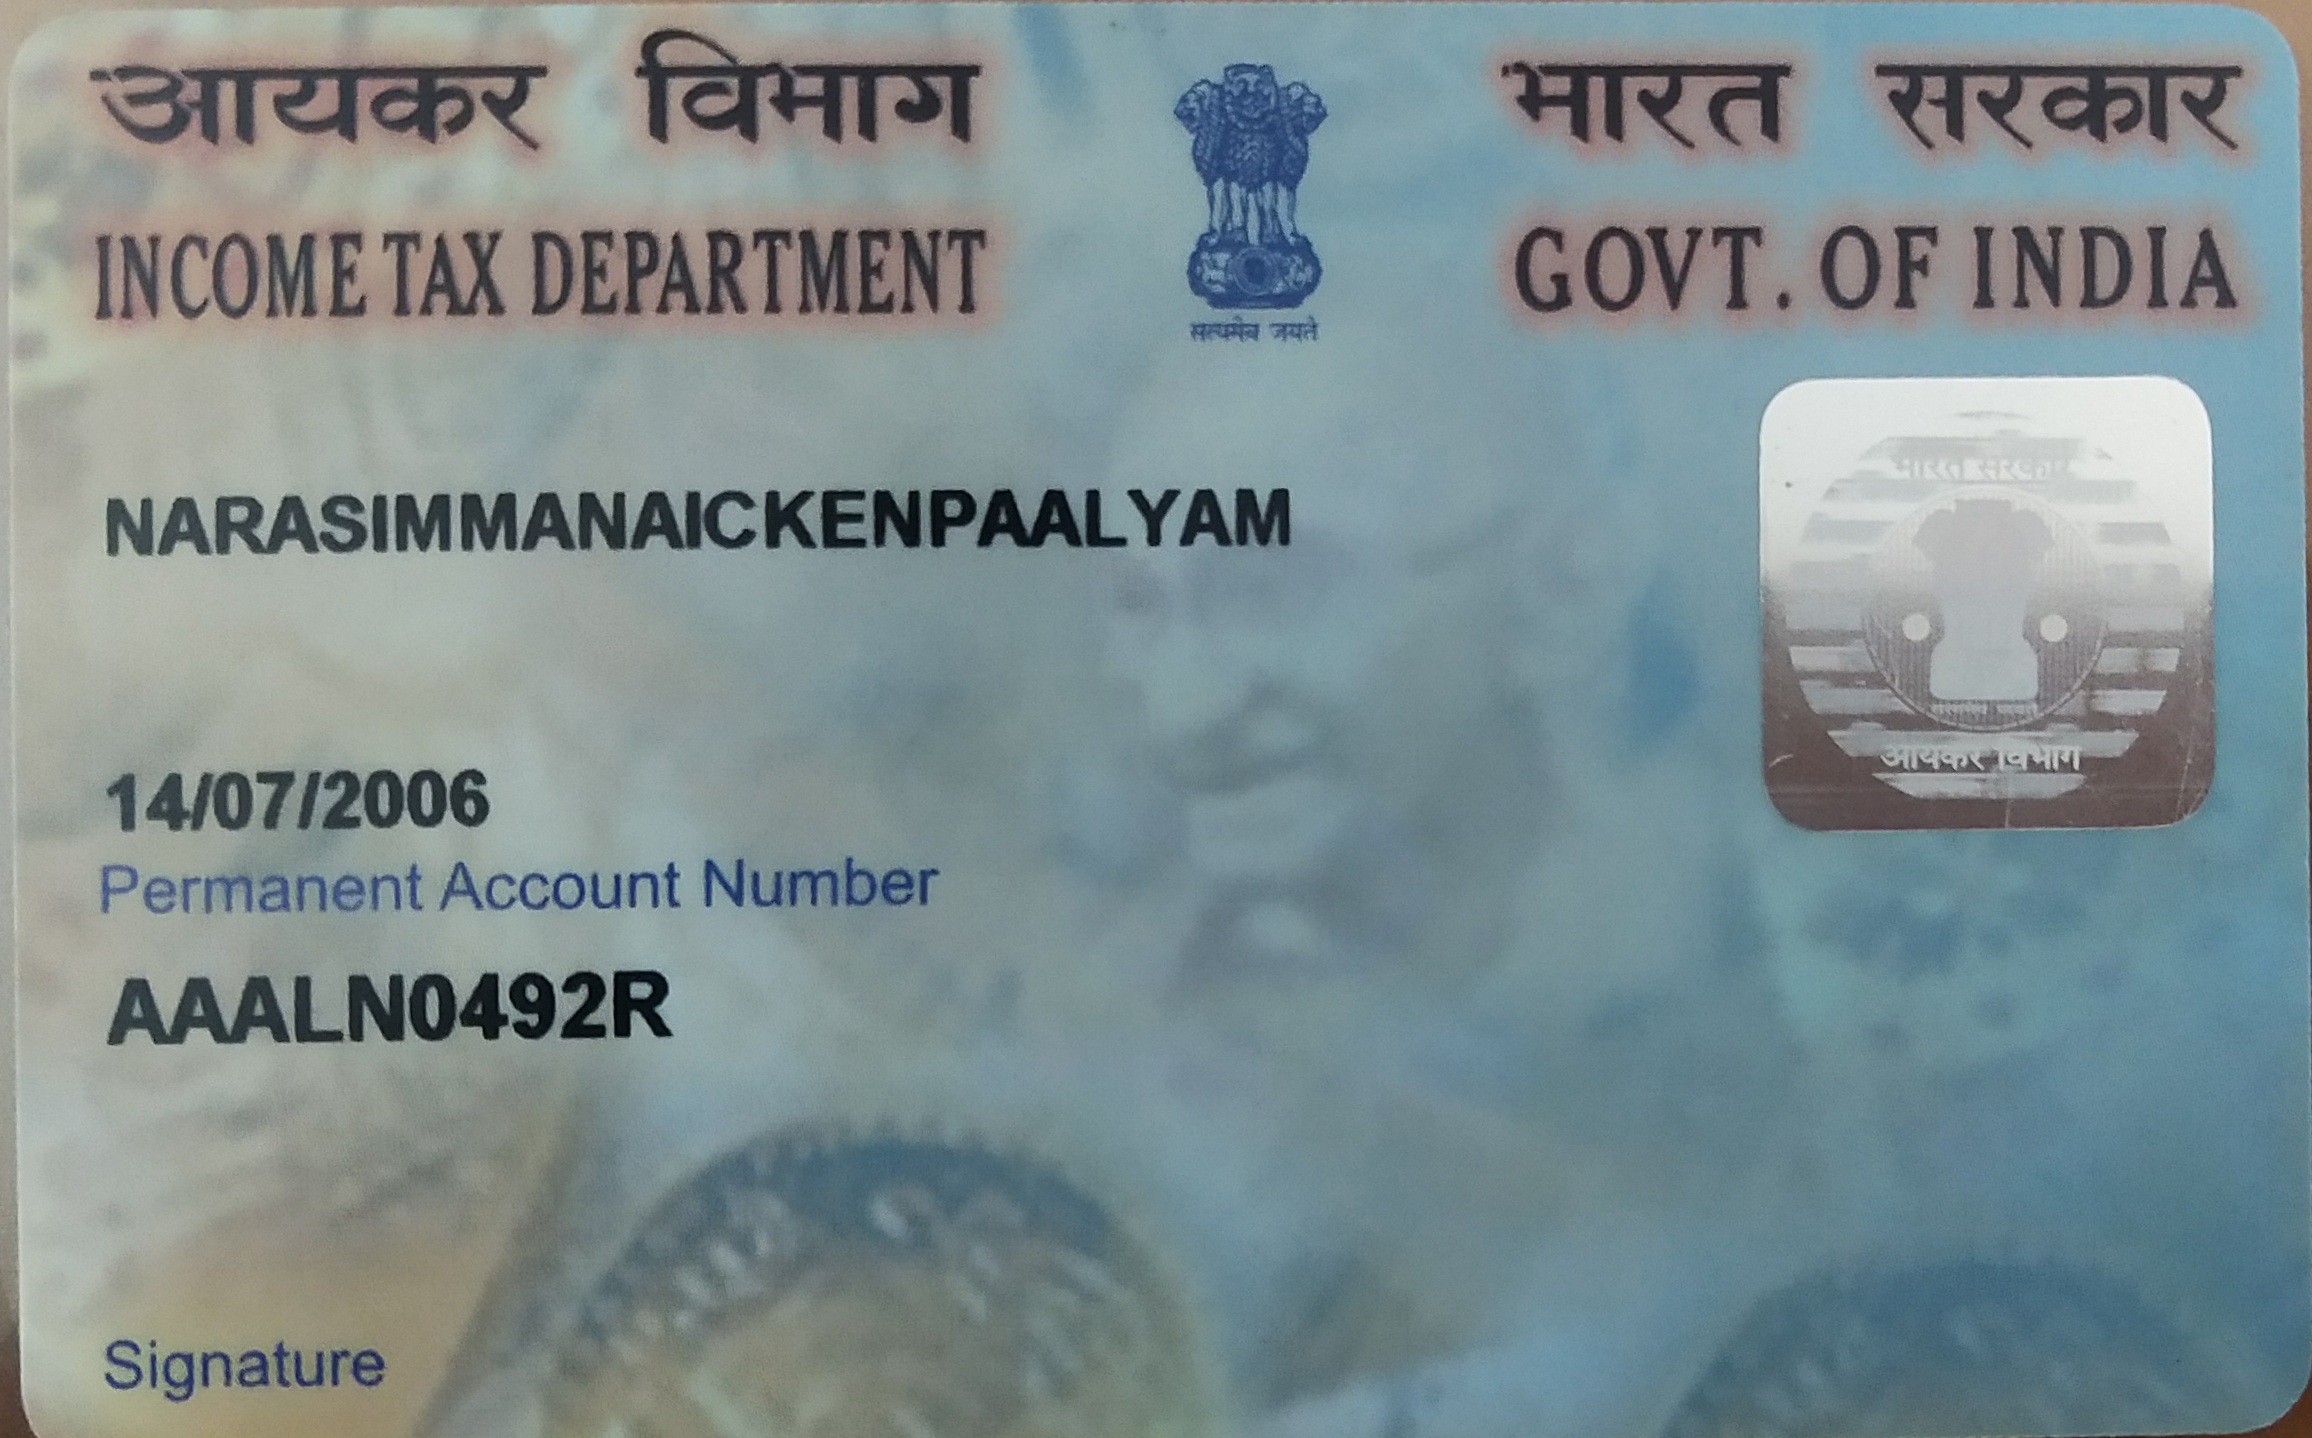 आयकर विभाग
भारत सरकार
INCOME TAX DEPARTMENT
GOVT. OF INDIA
सत्यमेव जयते
भारत सरकार
NARASIMMANAICKENPAALYAM
आयकर विभाग
14/07/2006
Permanent Account Number
AAALN0492R
Signature